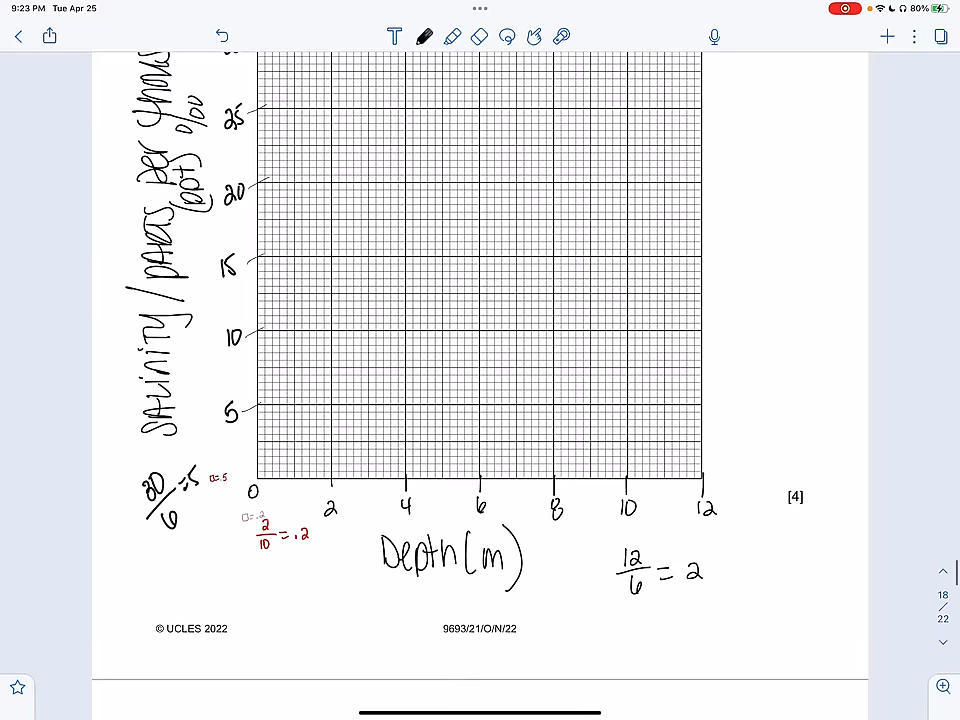 9:23 PM Tue Apr 25
80%
25
20
15
10
5
SALINITY / PARTS PER
(ppt) 0/00
30/6 = 5
□=.5
0
2
4
6
8
10
12
[4]
□=.2
2/10 = .2
Depth (m)
12/6 = 2
© UCLES 2022
9693/21/O/N/22
18
/
22